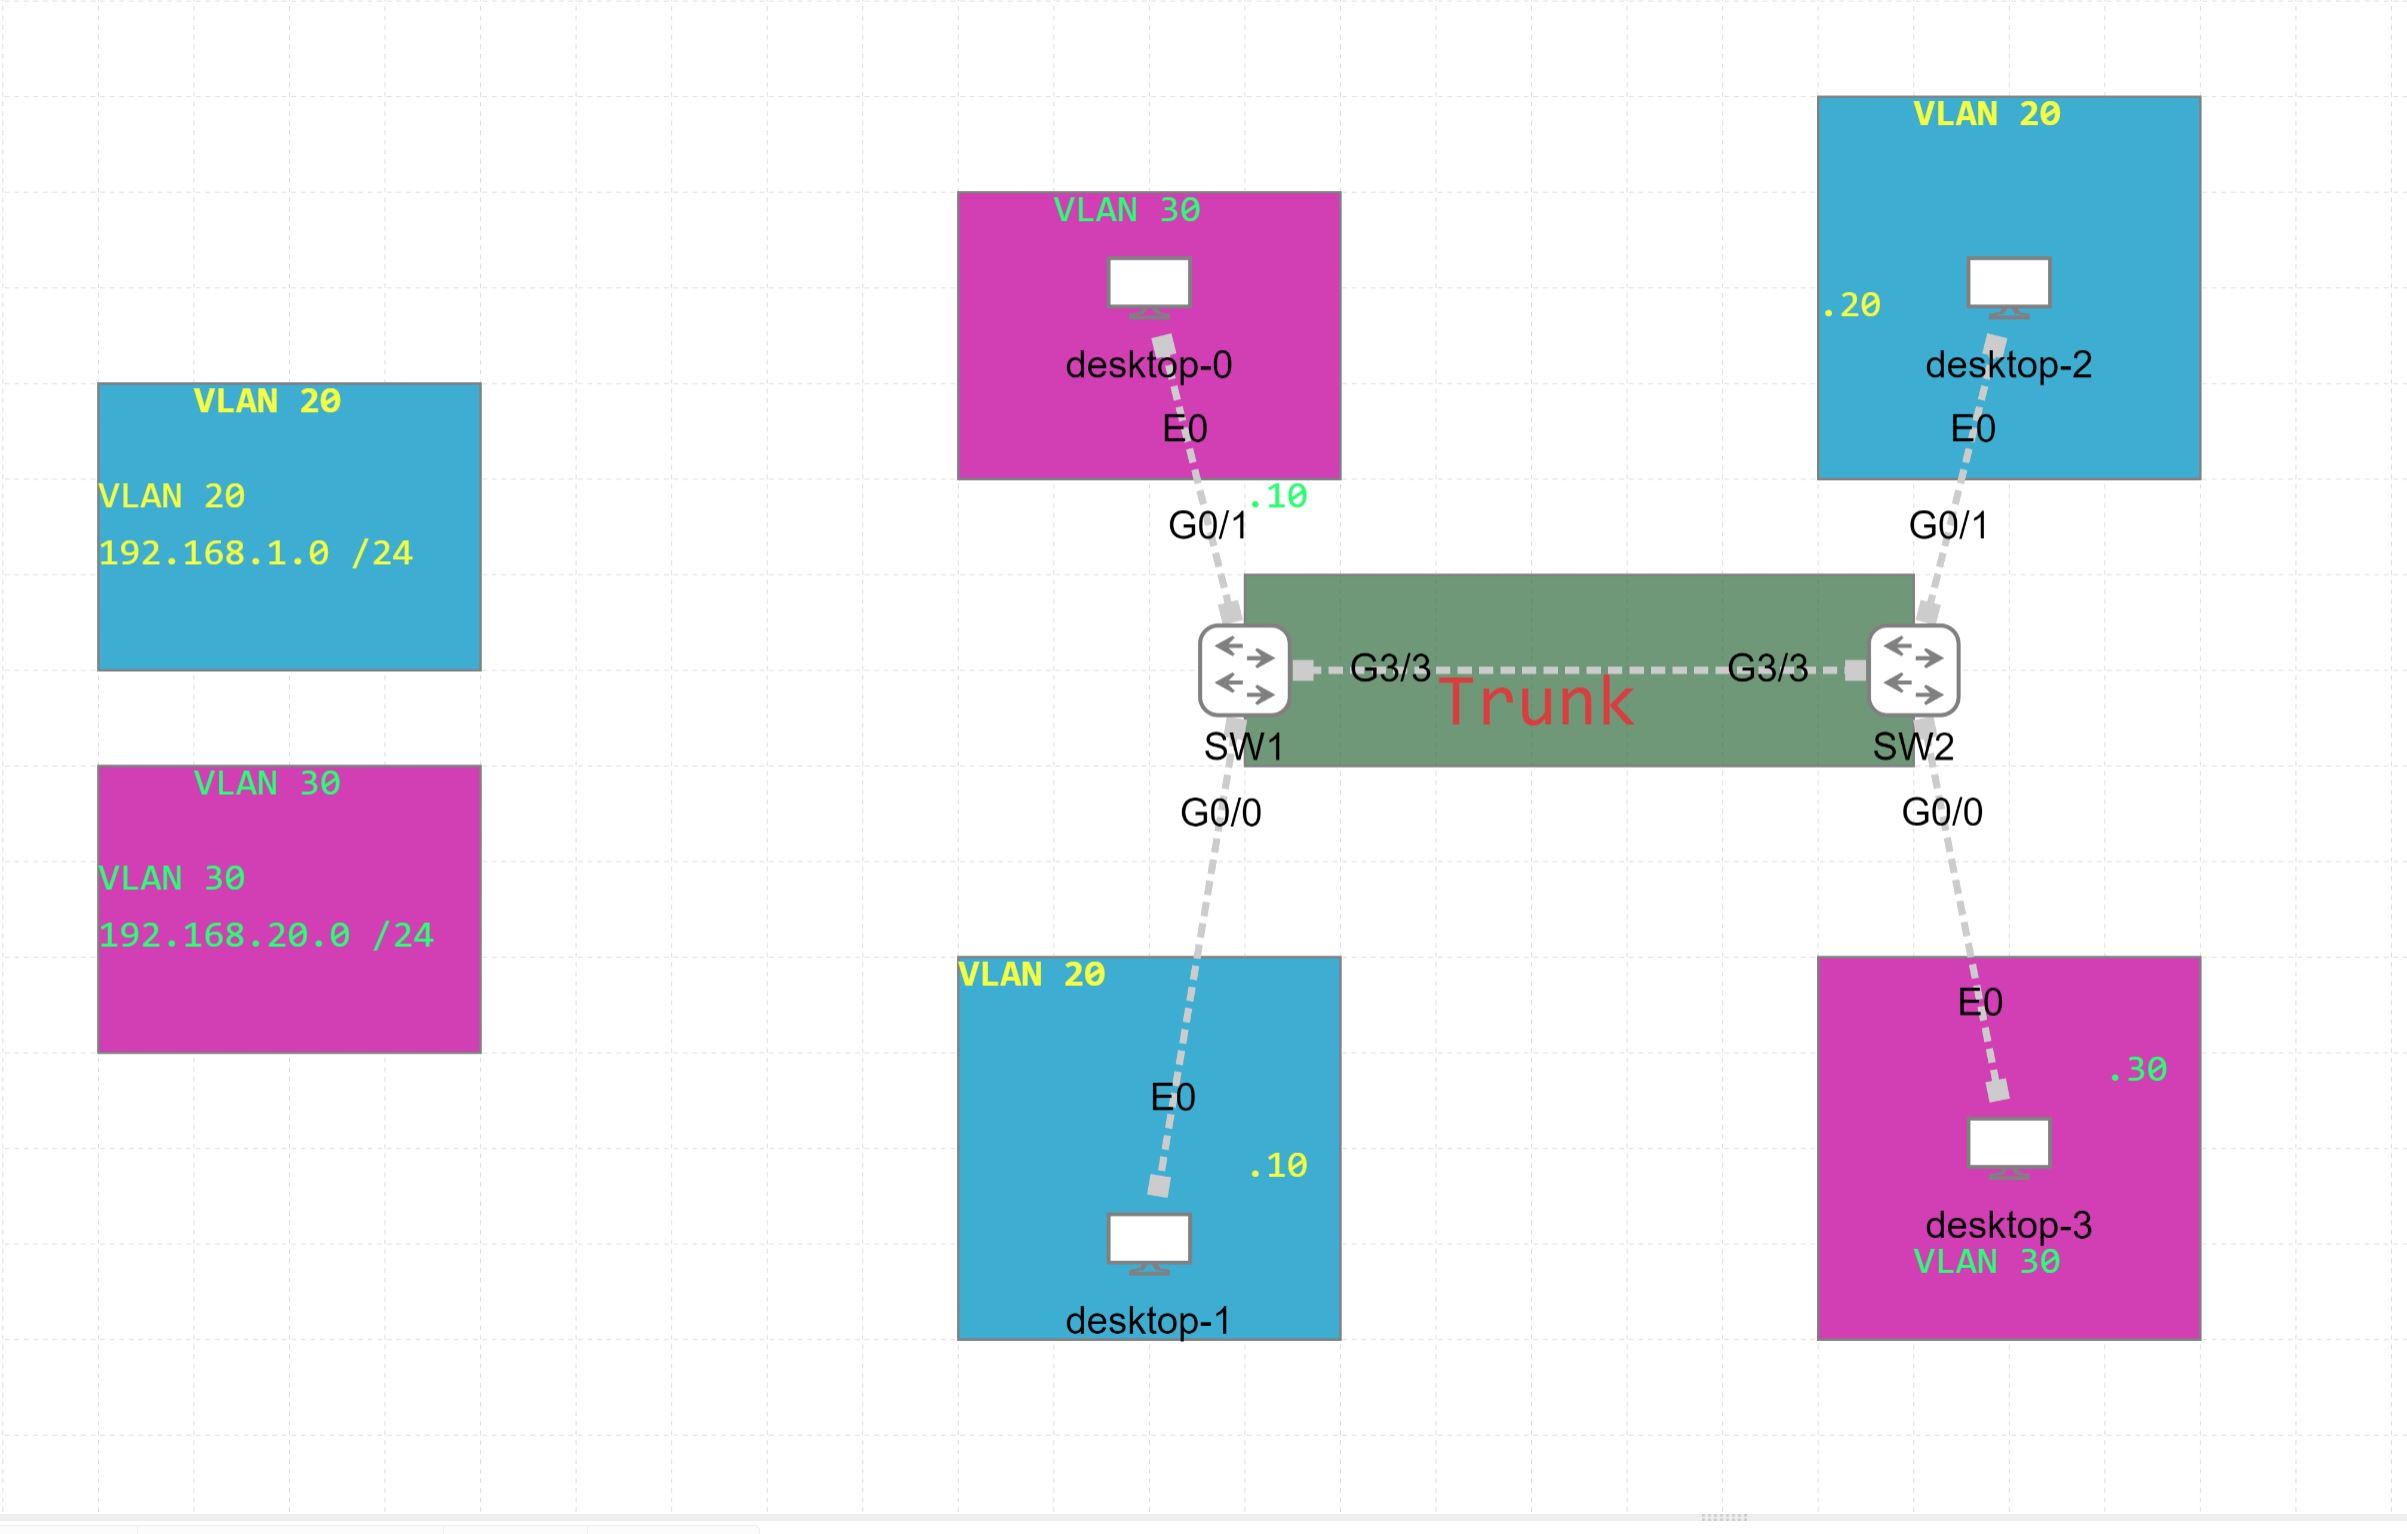 VLAN 20
VLAN 30
.20
desktop-0
desktop-2
VLAN 20
E0
E0
VLAN 20
.10
G0/1
G0/1
192.168.1.0 /24
G3/3
G3/3
Trunk
SW1
SW2
VLAN 30
G0/0
G0/0
VLAN 30
192.168.20.0 /24
VLAN 20
E0
.30
E0
.10
desktop-3
VLAN 30
desktop-1